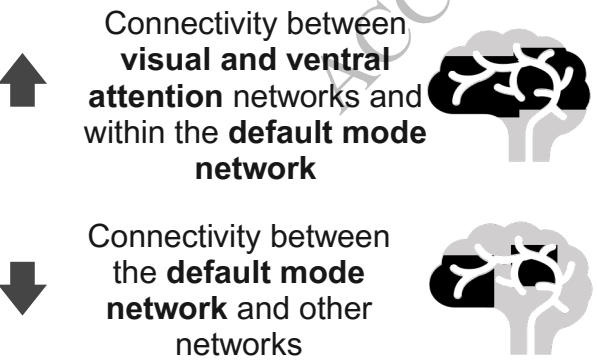 Connectivity between
visual and ventral
attention networks and
within the default mode
network
Connectivity between
the default mode
network and other
networks